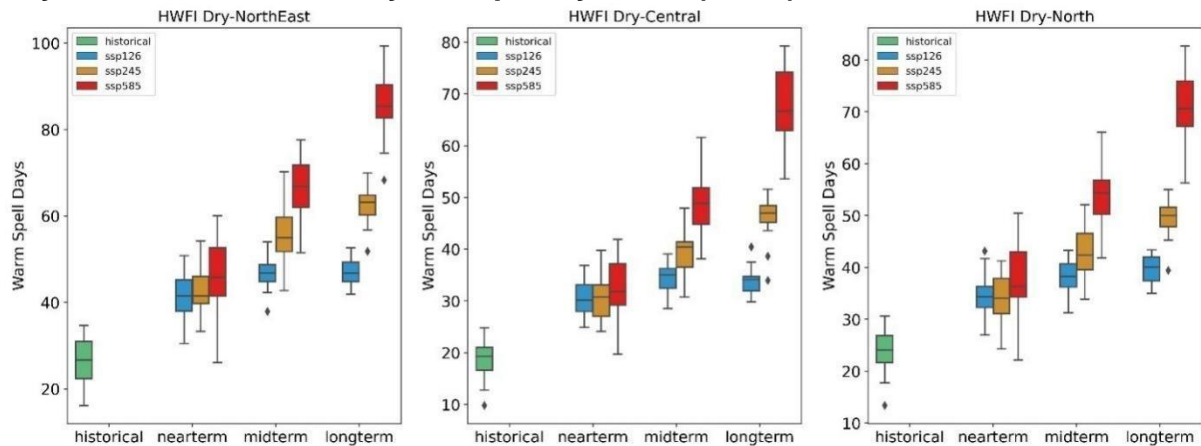 HWFI Dry-NorthEast
historical
ssp126
ssp245
ssp585
Warm Spell Days
100
80
60
40
20
historical
nearterm
midterm
longterm
HWFI Dry-Central
historical
ssp126
ssp245
ssp585
Warm Spell Days
80
70
60
50
40
30
20
10
historical
nearterm
midterm
longterm
HWFI Dry-North
historical
ssp126
ssp245
ssp585
Warm Spell Days
80
70
60
50
40
30
20
10
historical
nearterm
midterm
longterm